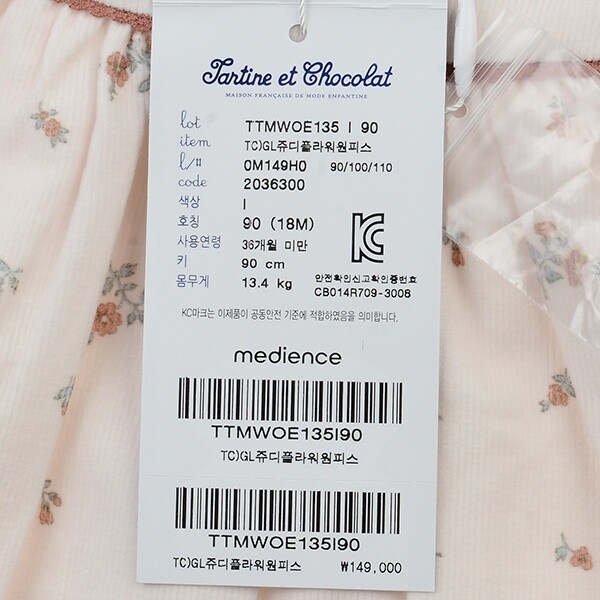 Tartine et Chocolat
MAISON FRANÇAISE DE MODE ENFANTINE
lot TTMWOE135 I 90
item TC)GL쥬디플라워원피스
l/# 0M149H0 90/100/110
code 2036300
색상 I
호칭 90 (18M)
사용연령 36개월 미만
키 90 cm
몸무게 13.4 kg
안전확인신고확인증번호
CB014R709-3008
KC마크는 이제품이 공동안전 기준에 적합하였음을 의미합니다.
medience
TTMWOE135I90
TC)GL쥬디플라워원피스
TTMWOE135I90
TC)GL쥬디플라워원피스 ₩149,000